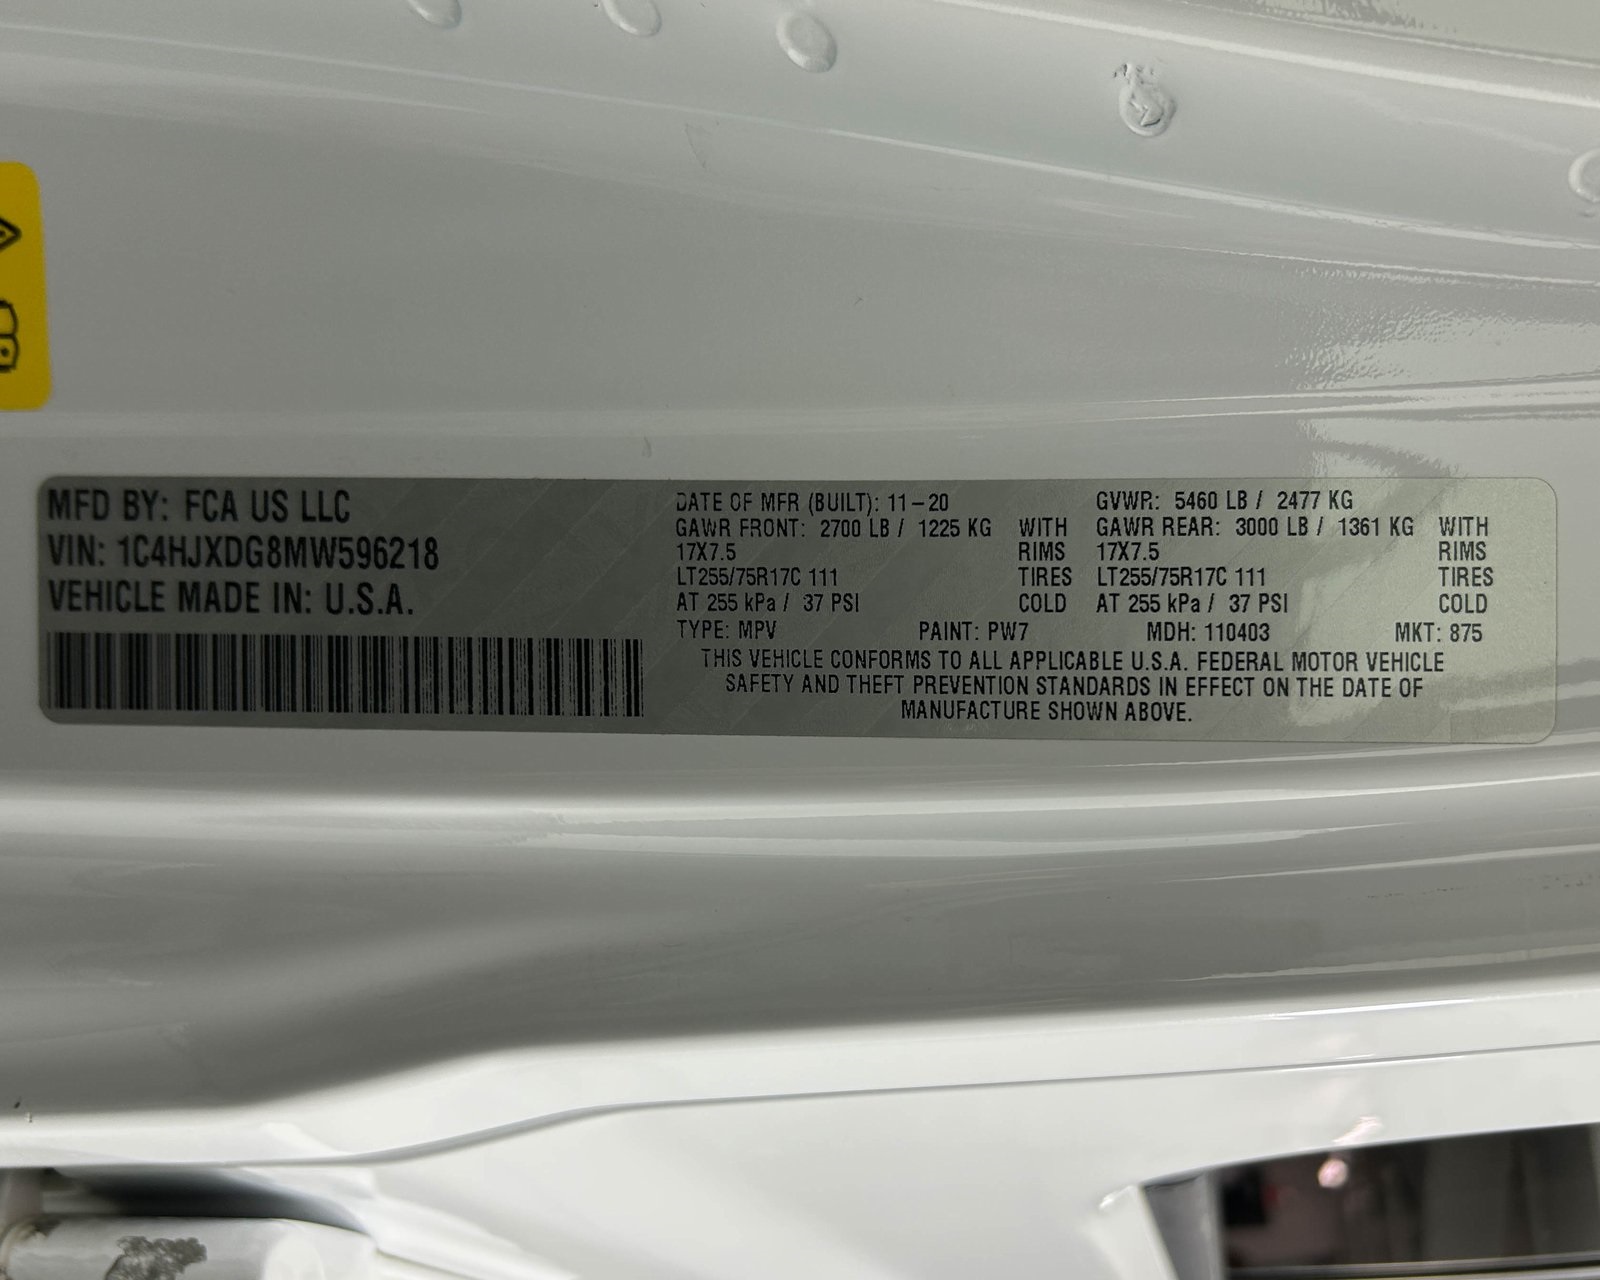 MFD BY: FCA US LLC
VIN: 1C4HJXDG8MW596218
VEHICLE MADE IN: U.S.A.
DATE OF MFR (BUILT): 11-20 GVWR: 5460 LB / 2477 KG
GAWR FRONT: 2700 LB / 1225 KG WITH GAWR REAR: 3000 LB / 1361 KG WITH
17X7.5 RIMS 17X7.5 RIMS
LT255/75R17C 111 TIRES LT255/75R17C 111 TIRES
AT 255 kPa / 37 PSI COLD AT 255 kPa / 37 PSI COLD
TYPE: MPV PAINT: PW7 MDH: 110403 MKT: 875
THIS VEHICLE CONFORMS TO ALL APPLICABLE U.S.A. FEDERAL MOTOR VEHICLE
SAFETY AND THEFT PREVENTION STANDARDS IN EFFECT ON THE DATE OF
MANUFACTURE SHOWN ABOVE.